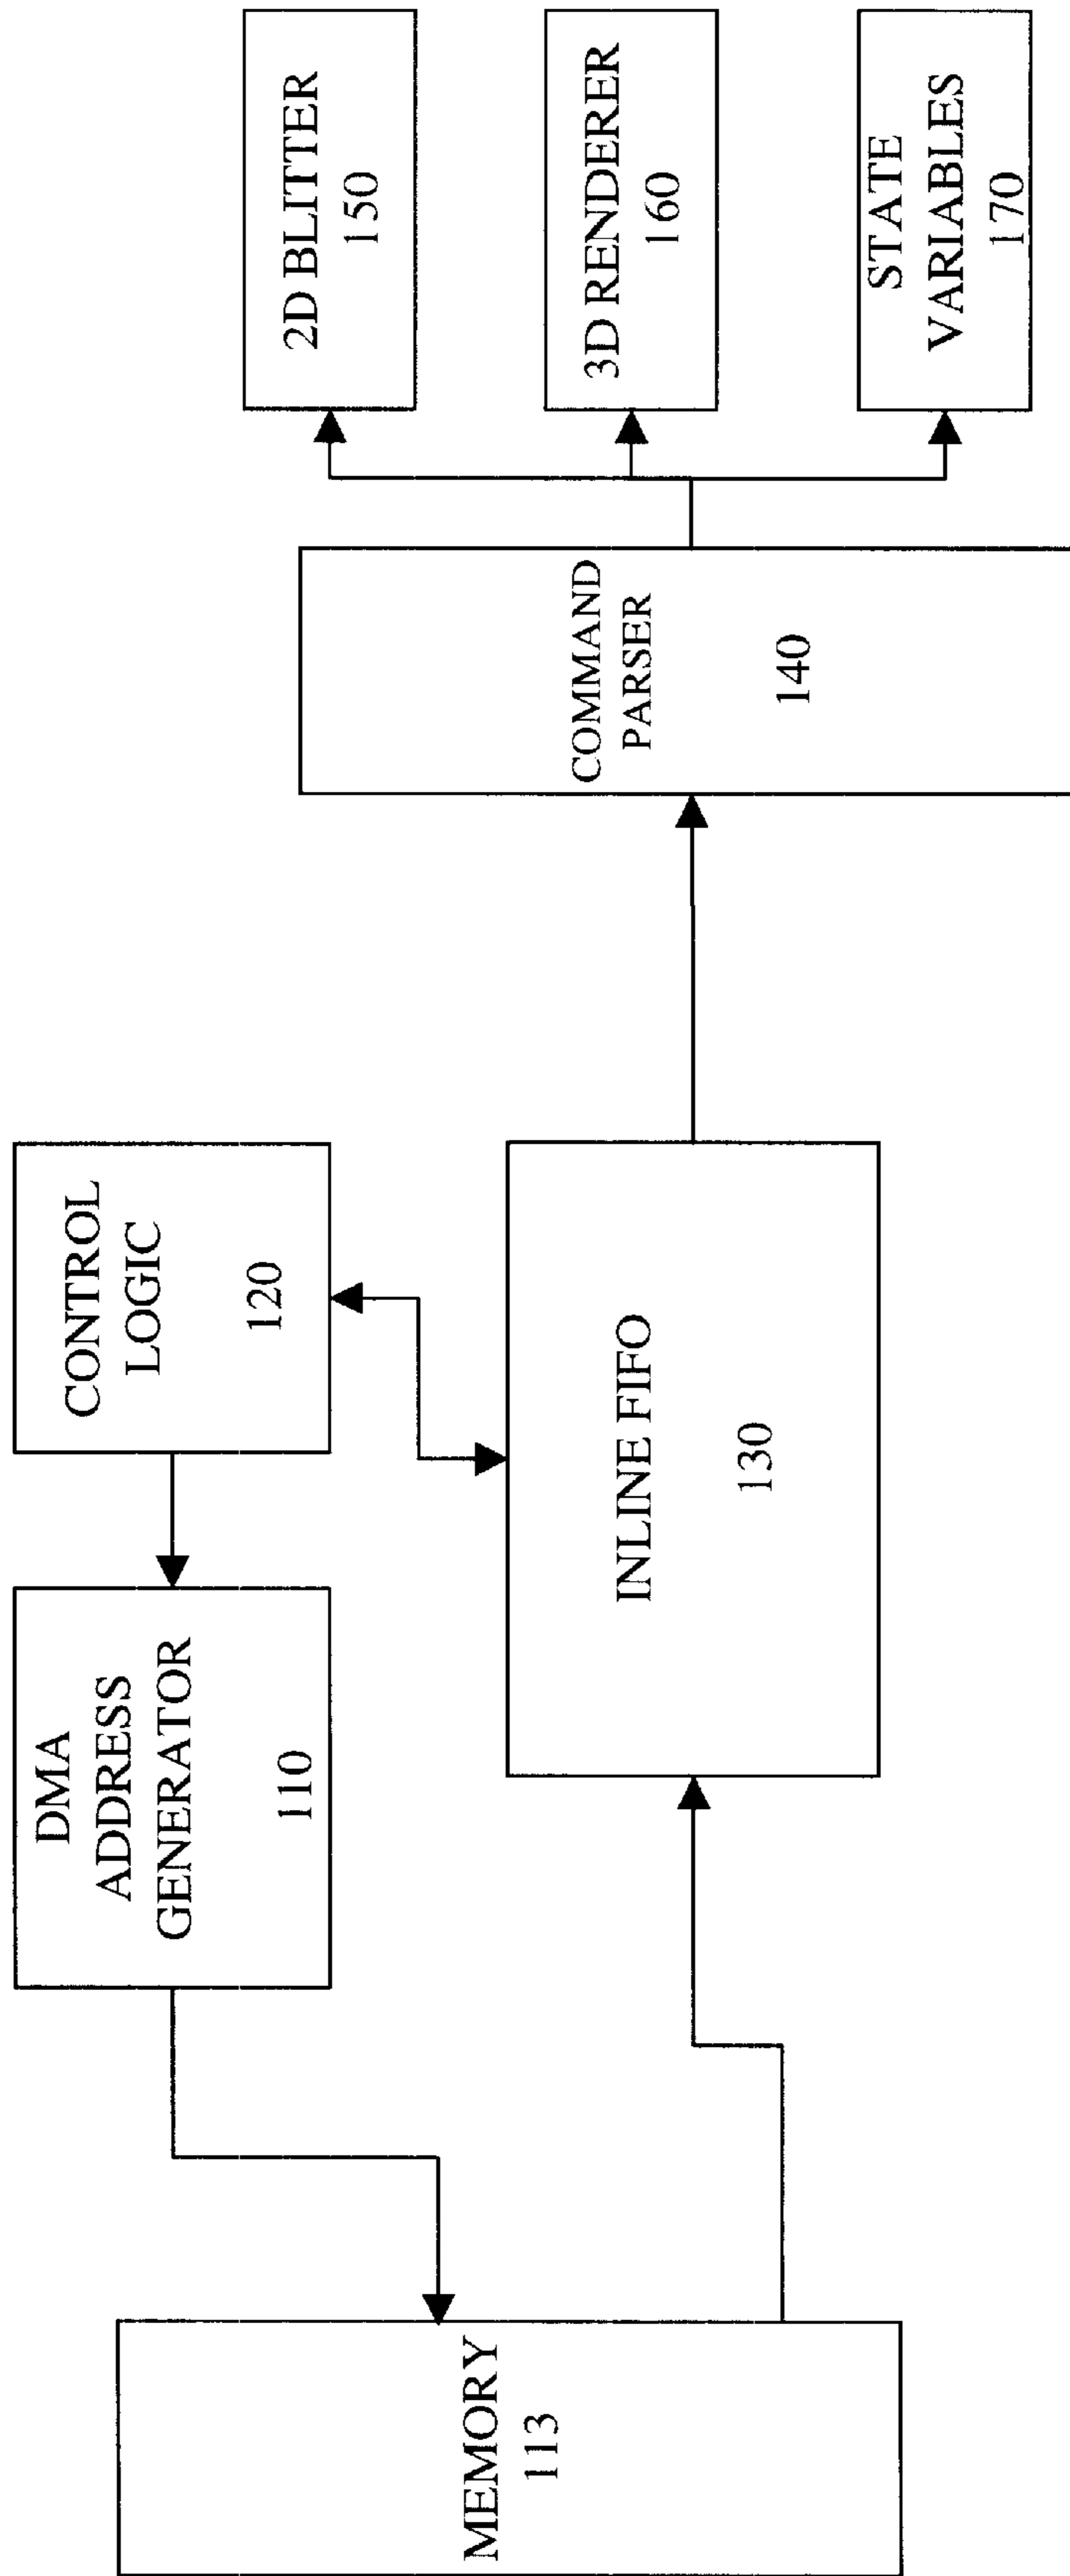 MEMORY
113
DMA
ADDRESS
GENERATOR
110
CONTROL
LOGIC
120
INLINE FIFO
130
COMMAND
PARSER
140
2D BLITTER
150
3D RENDERER
160
STATE
VARIABLES
170